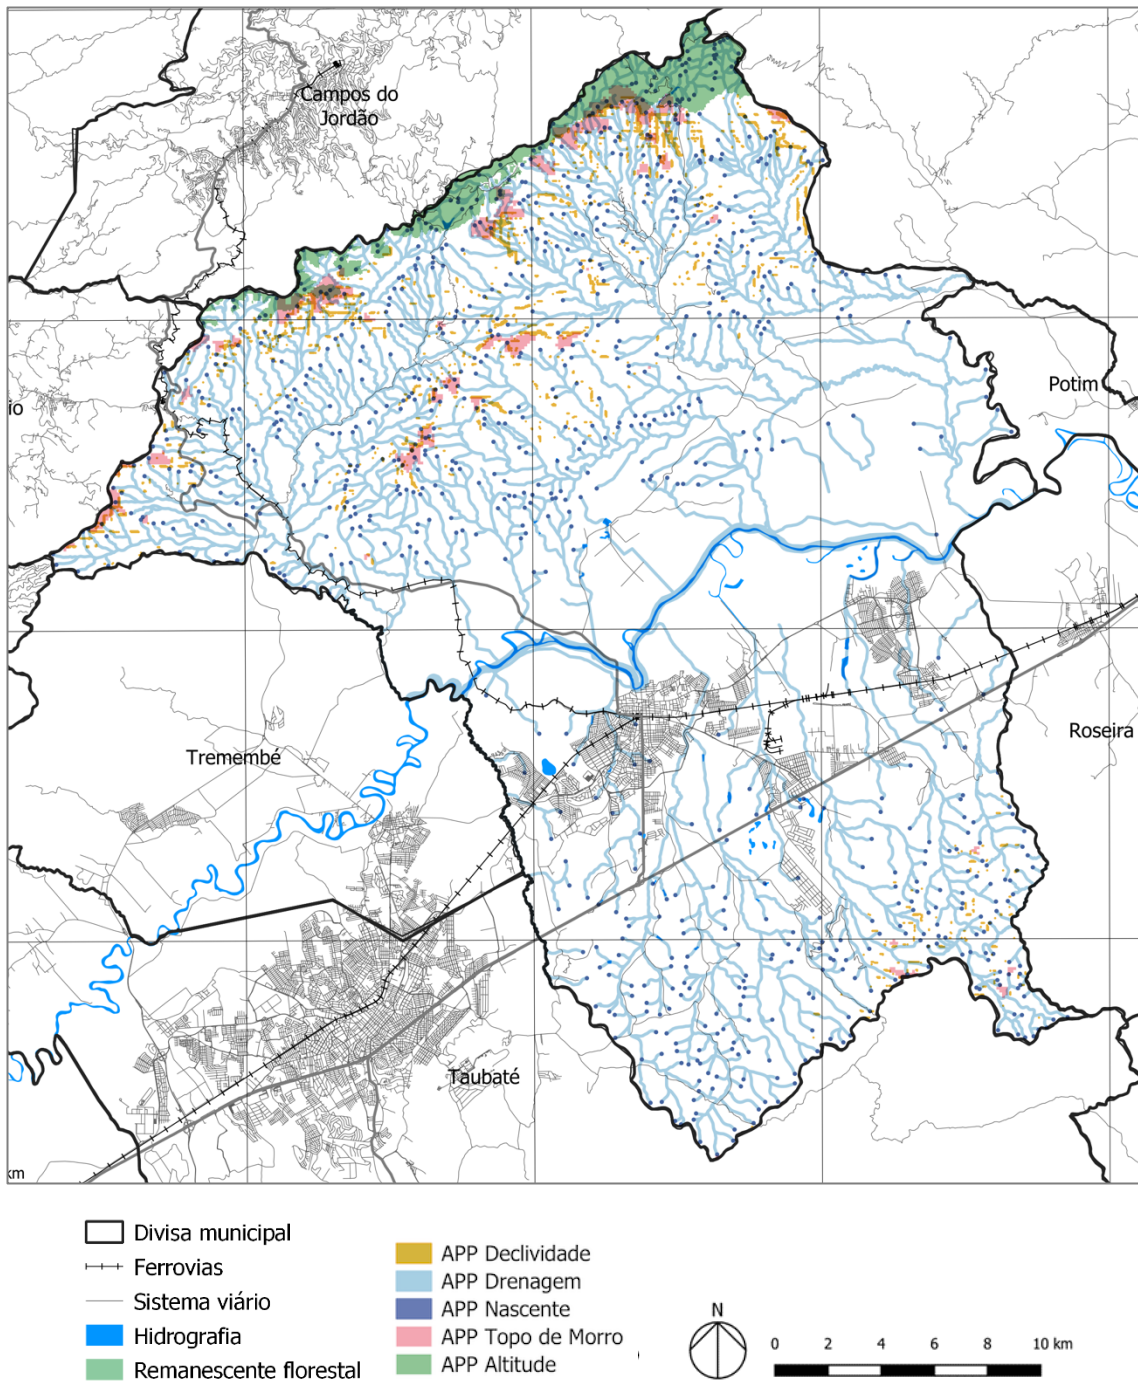 Campos do
Jordão
io
Potim
Roseira
Tremembé
Taubaté
km
Divisa municipal
Ferrovias
Sistema viário
Hidrografia
Remanescente florestal
APP Declividade
APP Drenagem
APP Nascente
APP Topo de Morro
APP Altitude
N
0 2 4 6 8 10 km